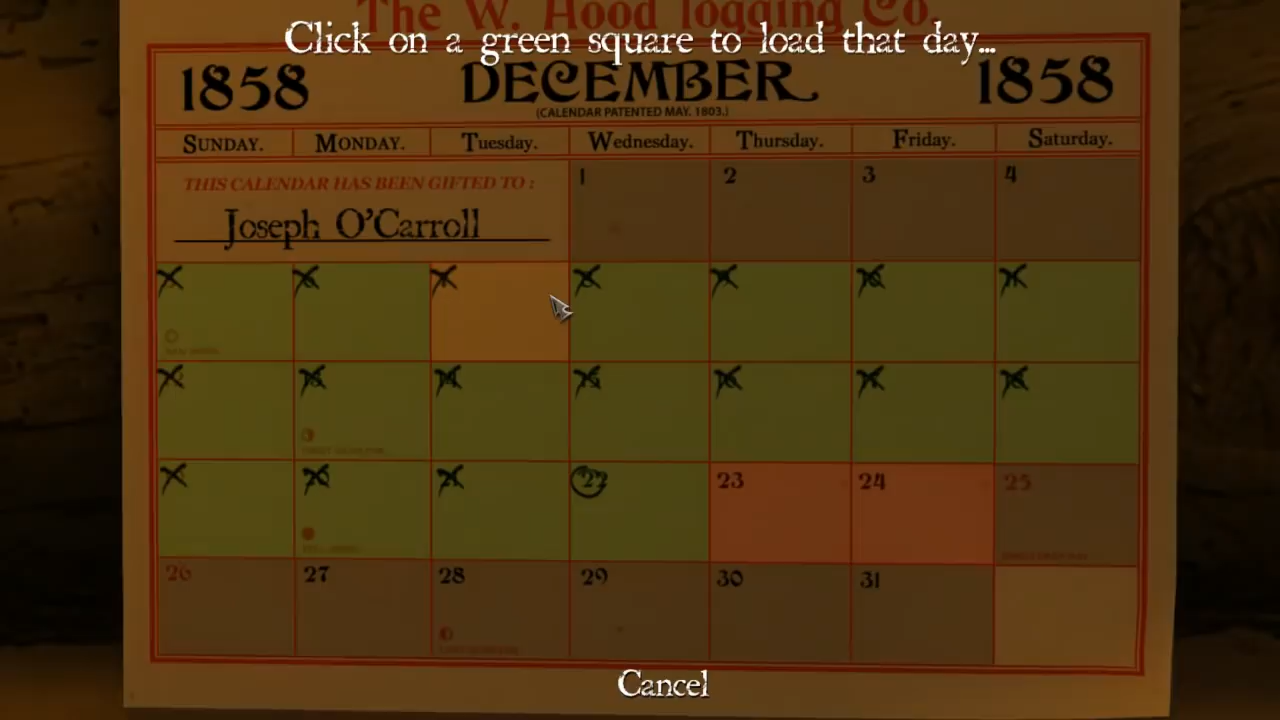 The W. Hood logging Co.
Click on a green square to load that day...
1858 DECEMBER 1858
(CALENDAR PATENTED MAY. 1803.)
Sunday. Monday. Tuesday. Wednesday. Thursday. Friday. Saturday.
THIS CALENDAR HAS BEEN GIFTED TO :
Joseph O'Carroll
1 2 3 4
22 23 24 25
26 27 28 29 30 31
Cancel